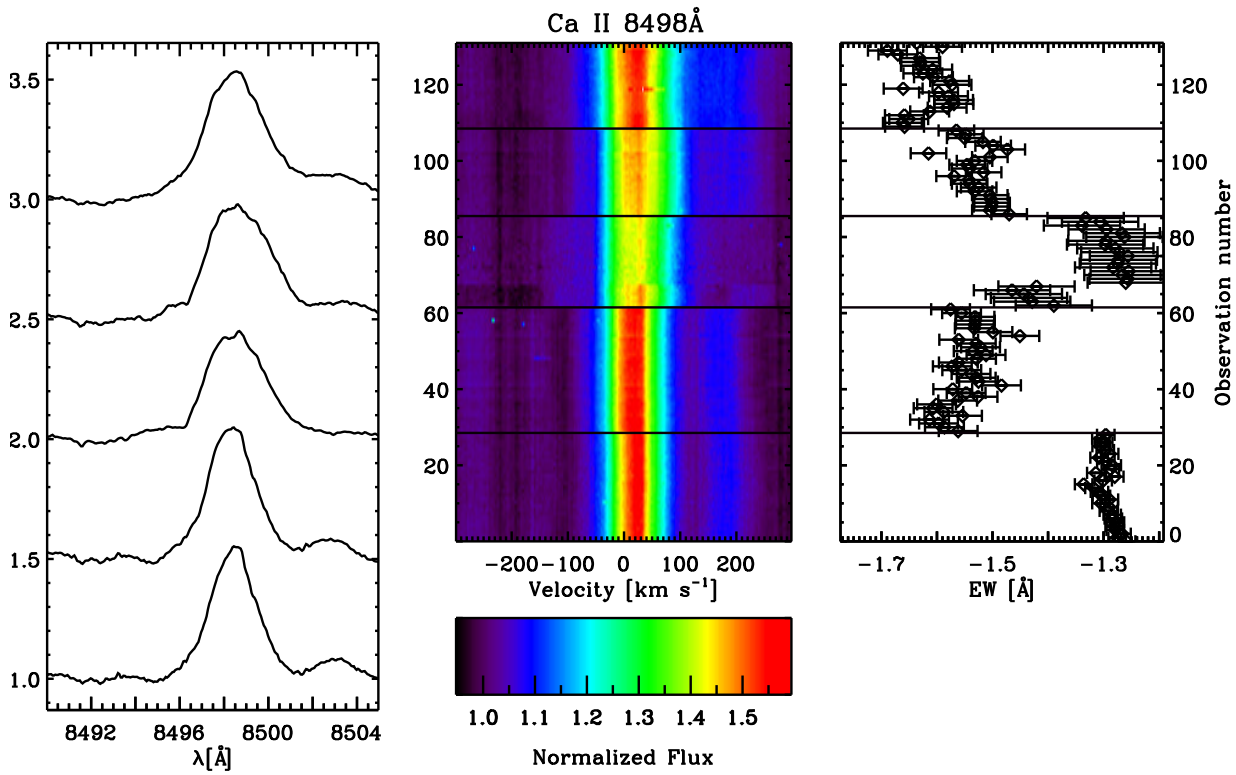 Ca II 8498Å
3.5
3.0
2.5
2.0
1.5
1.0
8492 8496 8500 8504
λ[Å]
120
100
80
60
40
20
-200 -100 0 100 200
Velocity [km s⁻¹]
1.0 1.1 1.2 1.3 1.4 1.5
Normalized Flux
120
100
80
60
40
20
0
Observation number
-1.7 -1.5 -1.3
EW [Å]